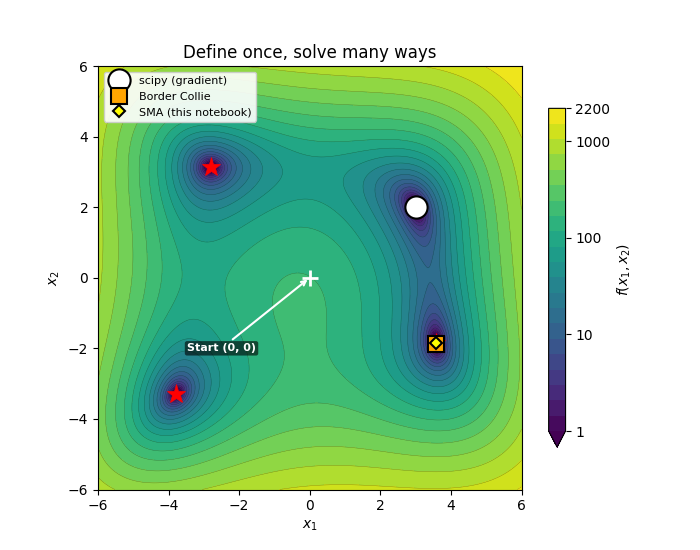 Define once, solve many ways
scipy (gradient)
Border Collie
SMA (this notebook)
6
4
2
0
−2
−4
−6
x₂
Start (0, 0)
−6 −4 −2 0 2 4 6
x₁
2200
1000
100
10
1
f(x₁, x₂)